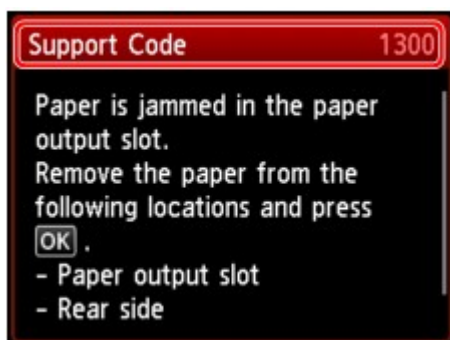 Support Code 1300
Paper is jammed in the paper
output slot.
Remove the paper from the
following locations and press
OK .
- Paper output slot
- Rear side